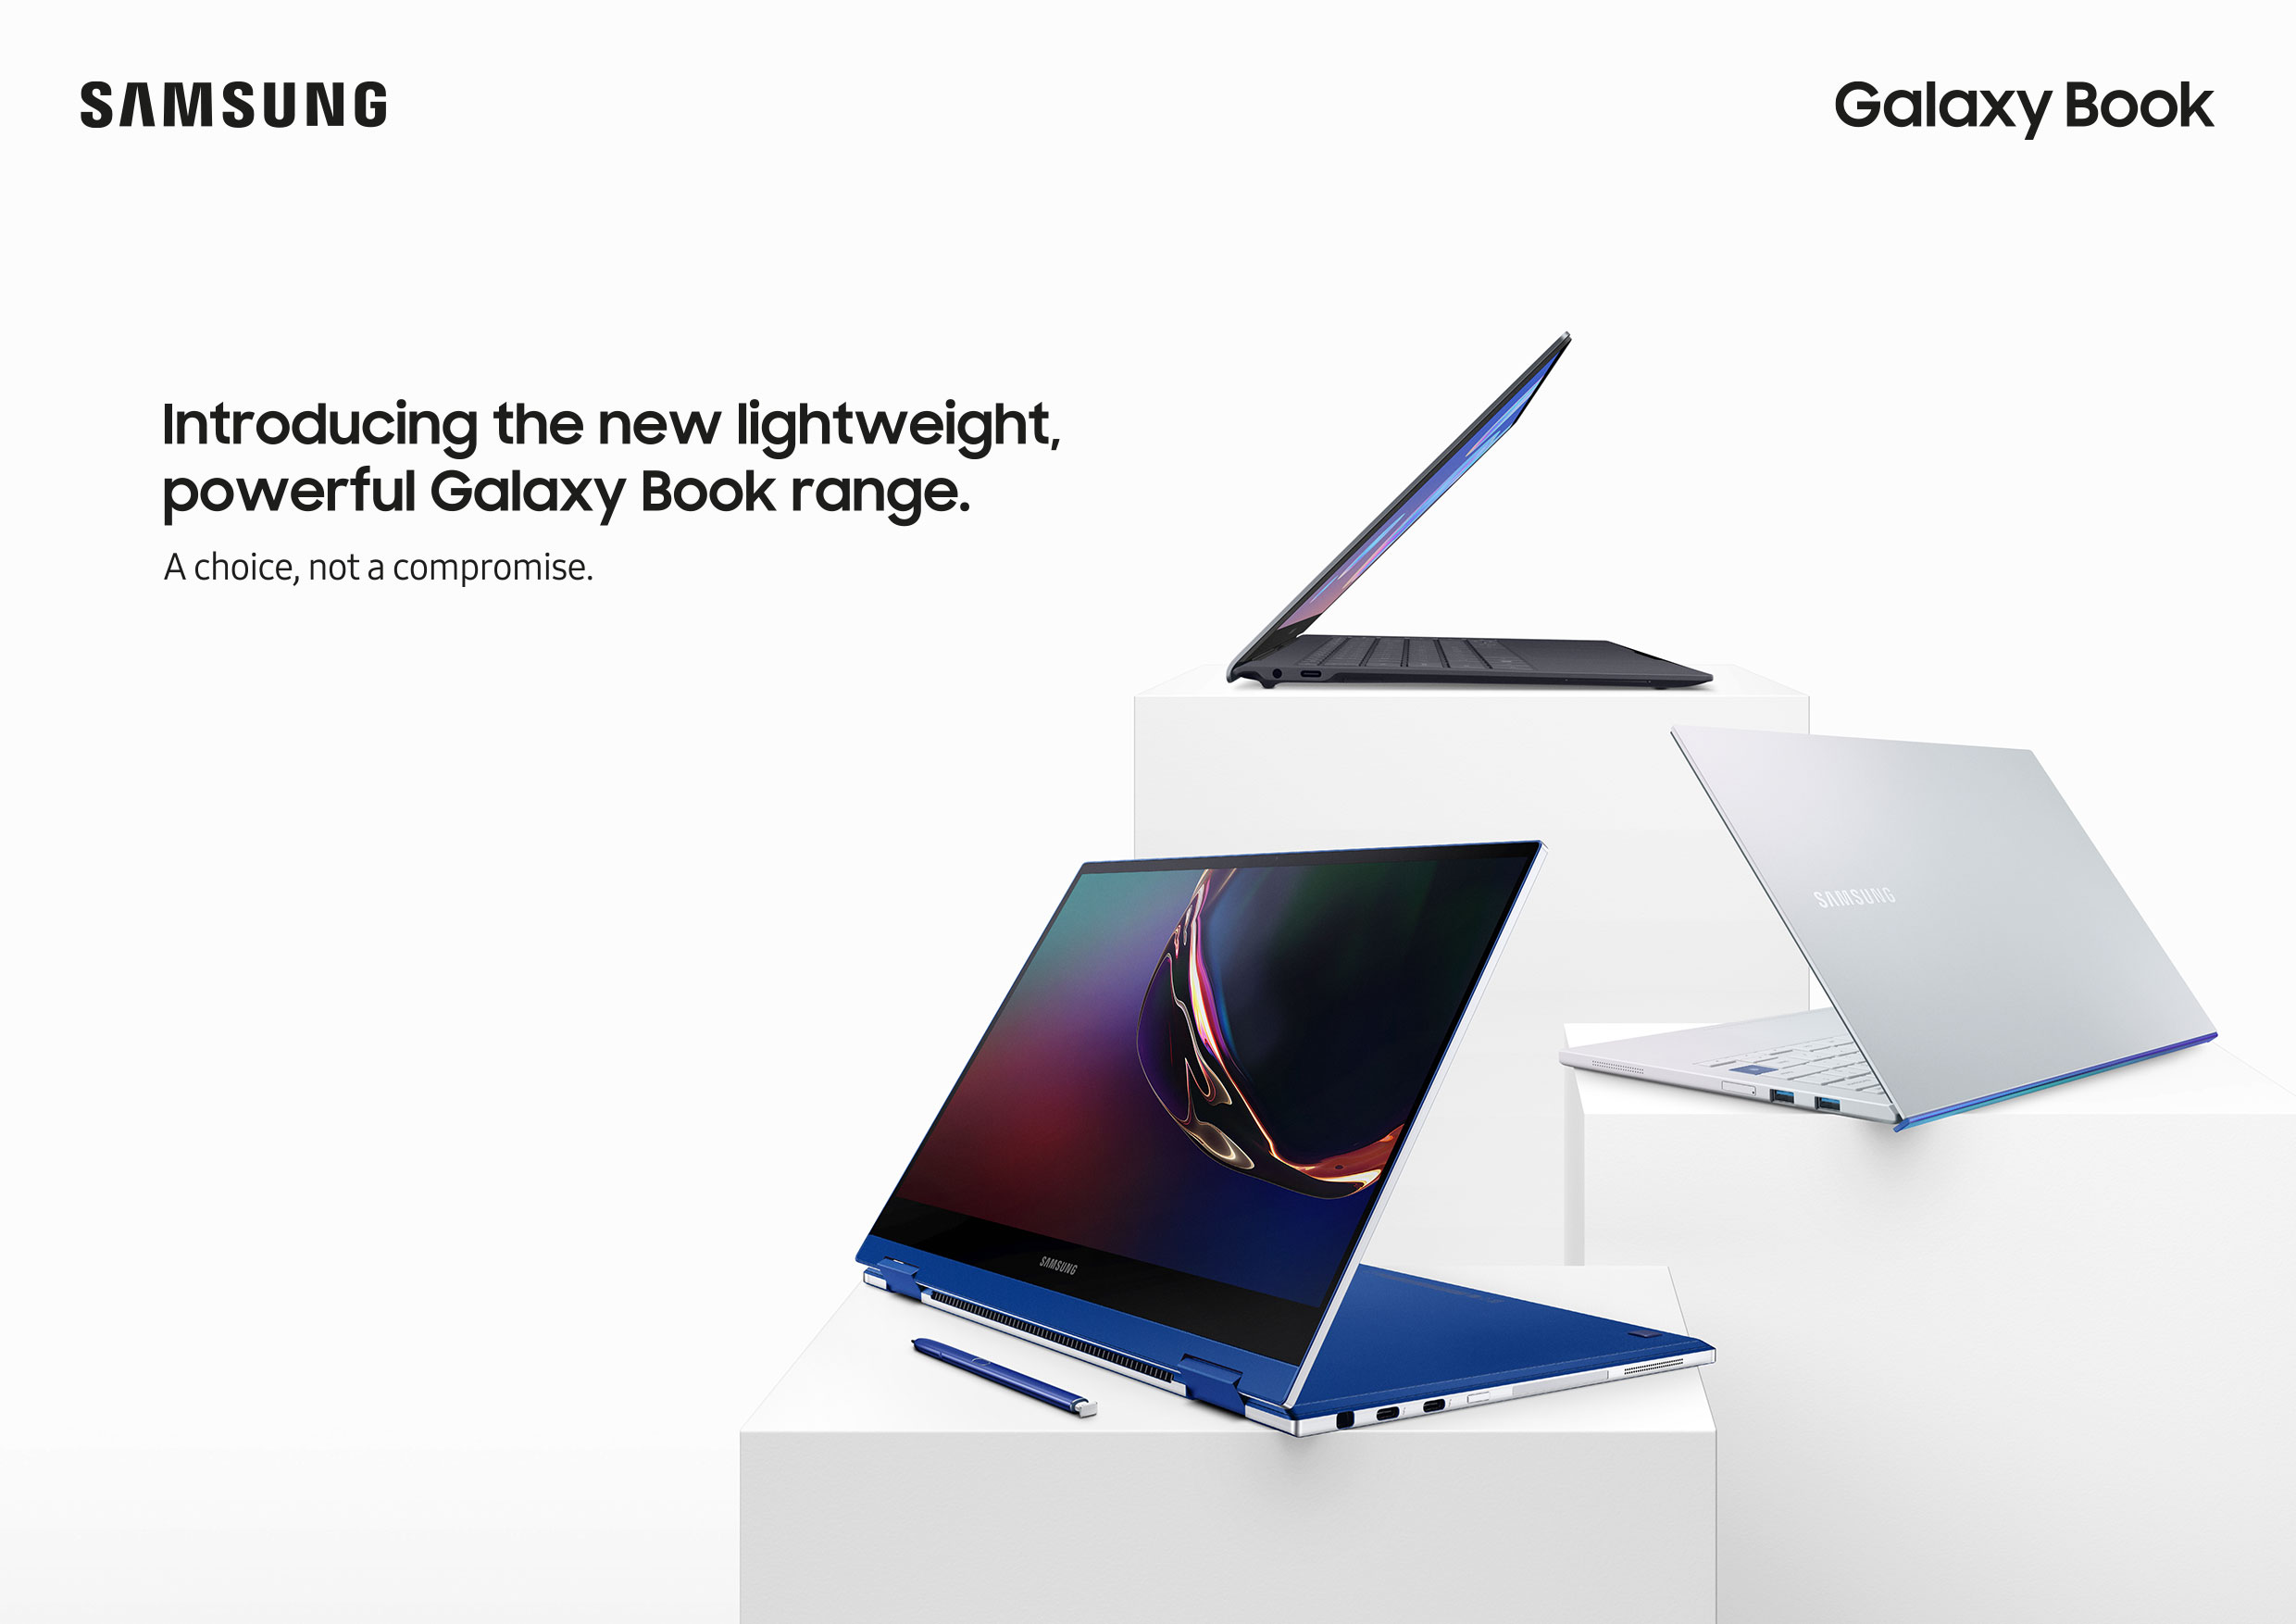 SAMSUNG
Galaxy Book
Introducing the new lightweight,
powerful Galaxy Book range.
A choice, not a compromise.
SAMSUNG
SAMSUNG